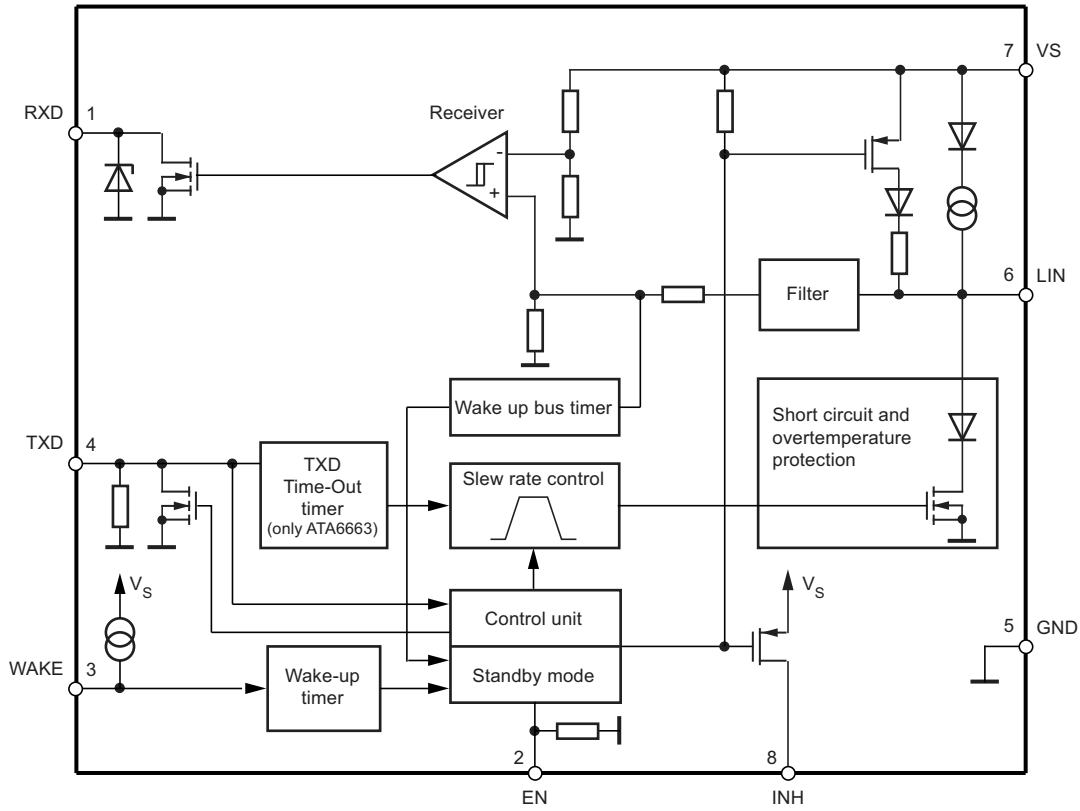 7 VS
RXD 1
Receiver
-
+
6 LIN
Filter
Wake up bus timer
Short circuit and
overtemperature
protection
TXD 4
TXD
Time-Out
timer
(only ATA6663)
Slew rate control
VS
VS
Control unit
5 GND
WAKE 3
Wake-up
timer
Standby mode
2
8
EN
INH